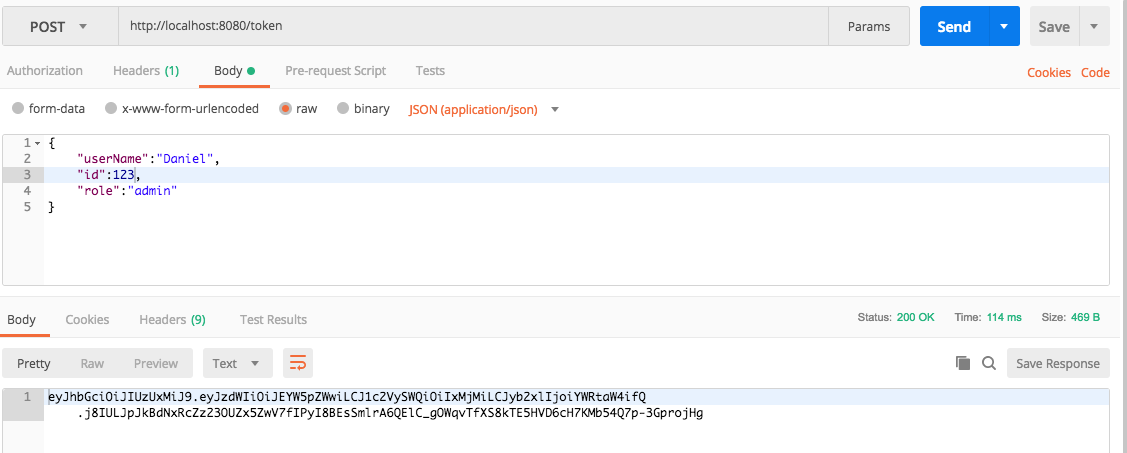 POST http://localhost:8080/token Params Send Save
Authorization Headers (1) Body Pre-request Script Tests Cookies Code
form-data x-www-form-urlencoded raw binary JSON (application/json)
1 {
2 "userName":"Daniel",
3 "id":123,
4 "role":"admin"
5 }
Body Cookies Headers (9) Test Results Status: 200 OK Time: 114 ms Size: 469 B
Pretty Raw Preview Text Save Response
1 eyJhbGciOiJIUzUxMiJ9.eyJzdWIiOiJEYW5pZWwiLCJ1c2VySWQiOiIxMjMiLCJyb2xlIjoiYWRtaW4ifQ
.j8IULJpJkBdNxRcZz23OUZx5ZwV7fIPyI8BEsSmlrA6QElC_gOWqvTfXS8kTE5HVD6cH7KMb54Q7p-3GprojHg